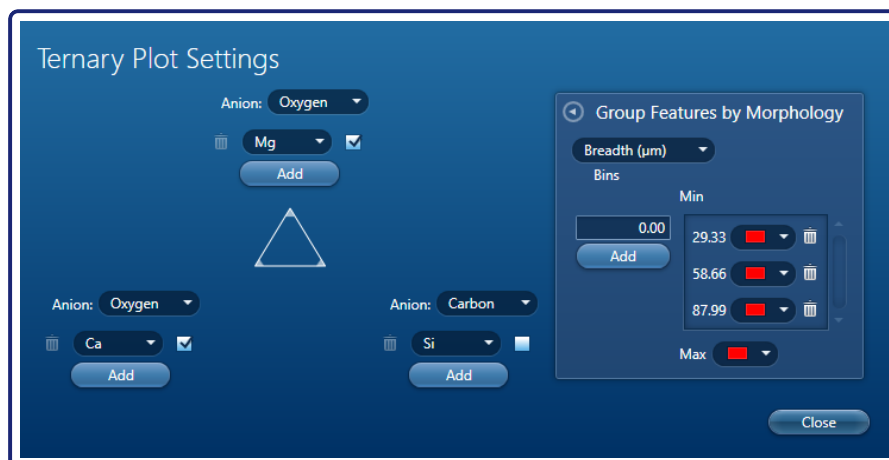 Ternary Plot Settings
Anion: Oxygen
Mg
Add
Anion: Oxygen
Ca
Add
Anion: Carbon
Si
Add
Group Features by Morphology
Breadth (µm)
Bins
Min
0.00
Add
29.33
58.66
87.99
Max
Close